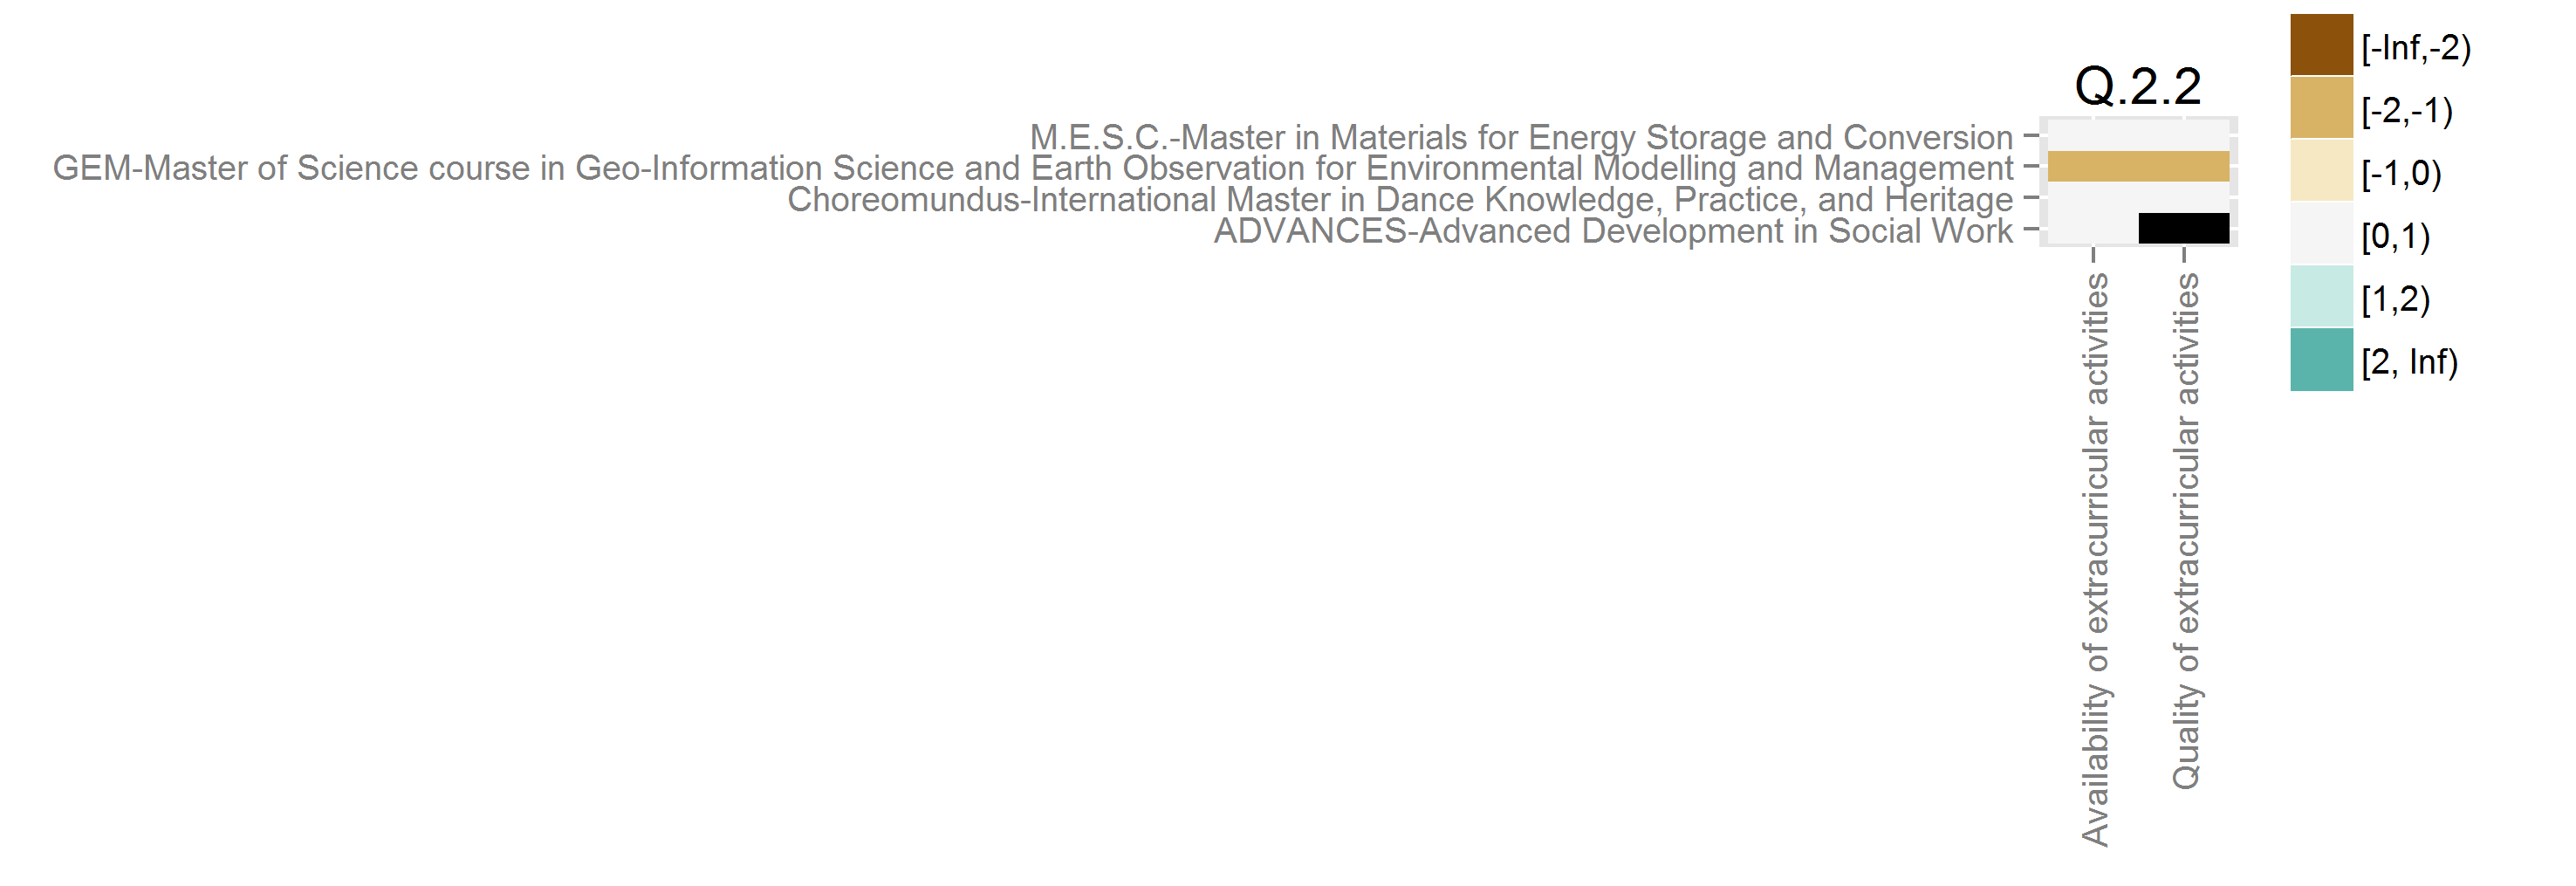 Q.2.2
M.E.S.C.-Master in Materials for Energy Storage and Conversion
GEM-Master of Science course in Geo-Information Science and Earth Observation for Environmental Modelling and Management
Choreomundus-International Master in Dance Knowledge, Practice, and Heritage
ADVANCES-Advanced Development in Social Work
Availability of extracurricular activities
Quality of extracurricular activities
[-Inf,-2)
[-2,-1)
[-1,0)
[0,1)
[1,2)
[2, Inf)